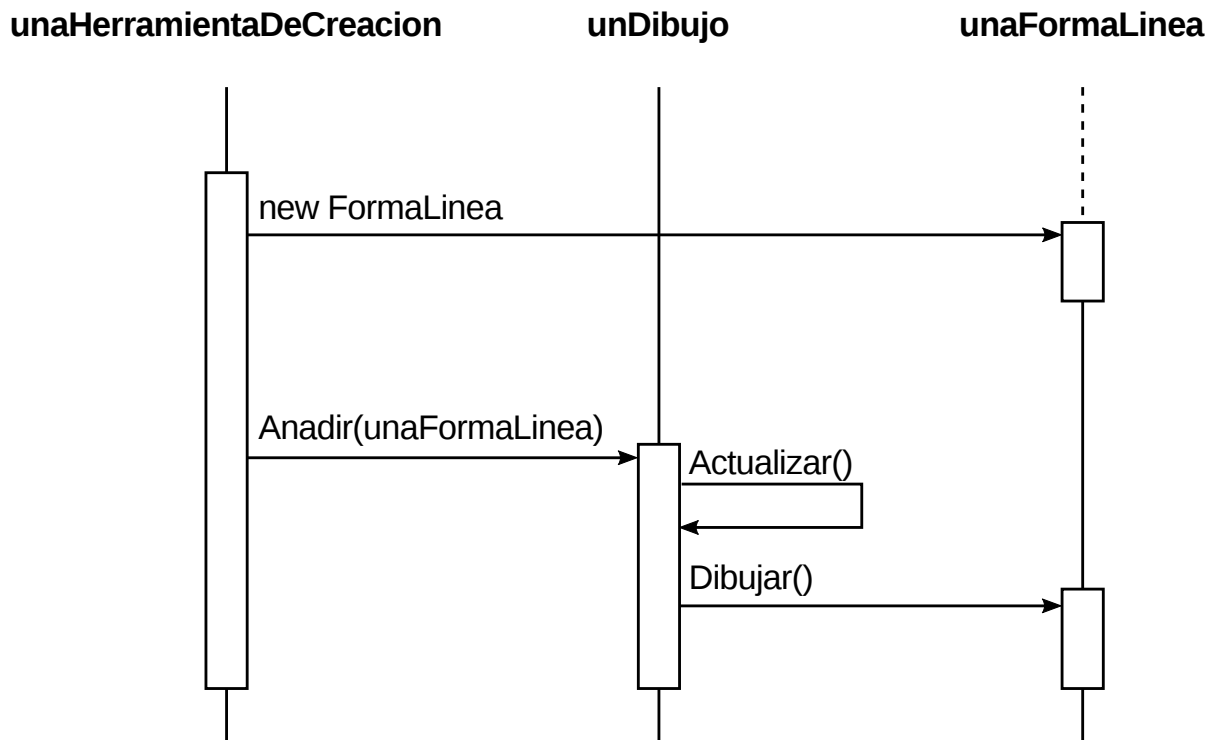 unaHerramientaDeCreacion
unDibujo
unaFormaLinea
new FormaLinea
Anadir(unaFormaLinea)
Actualizar()
Dibujar()